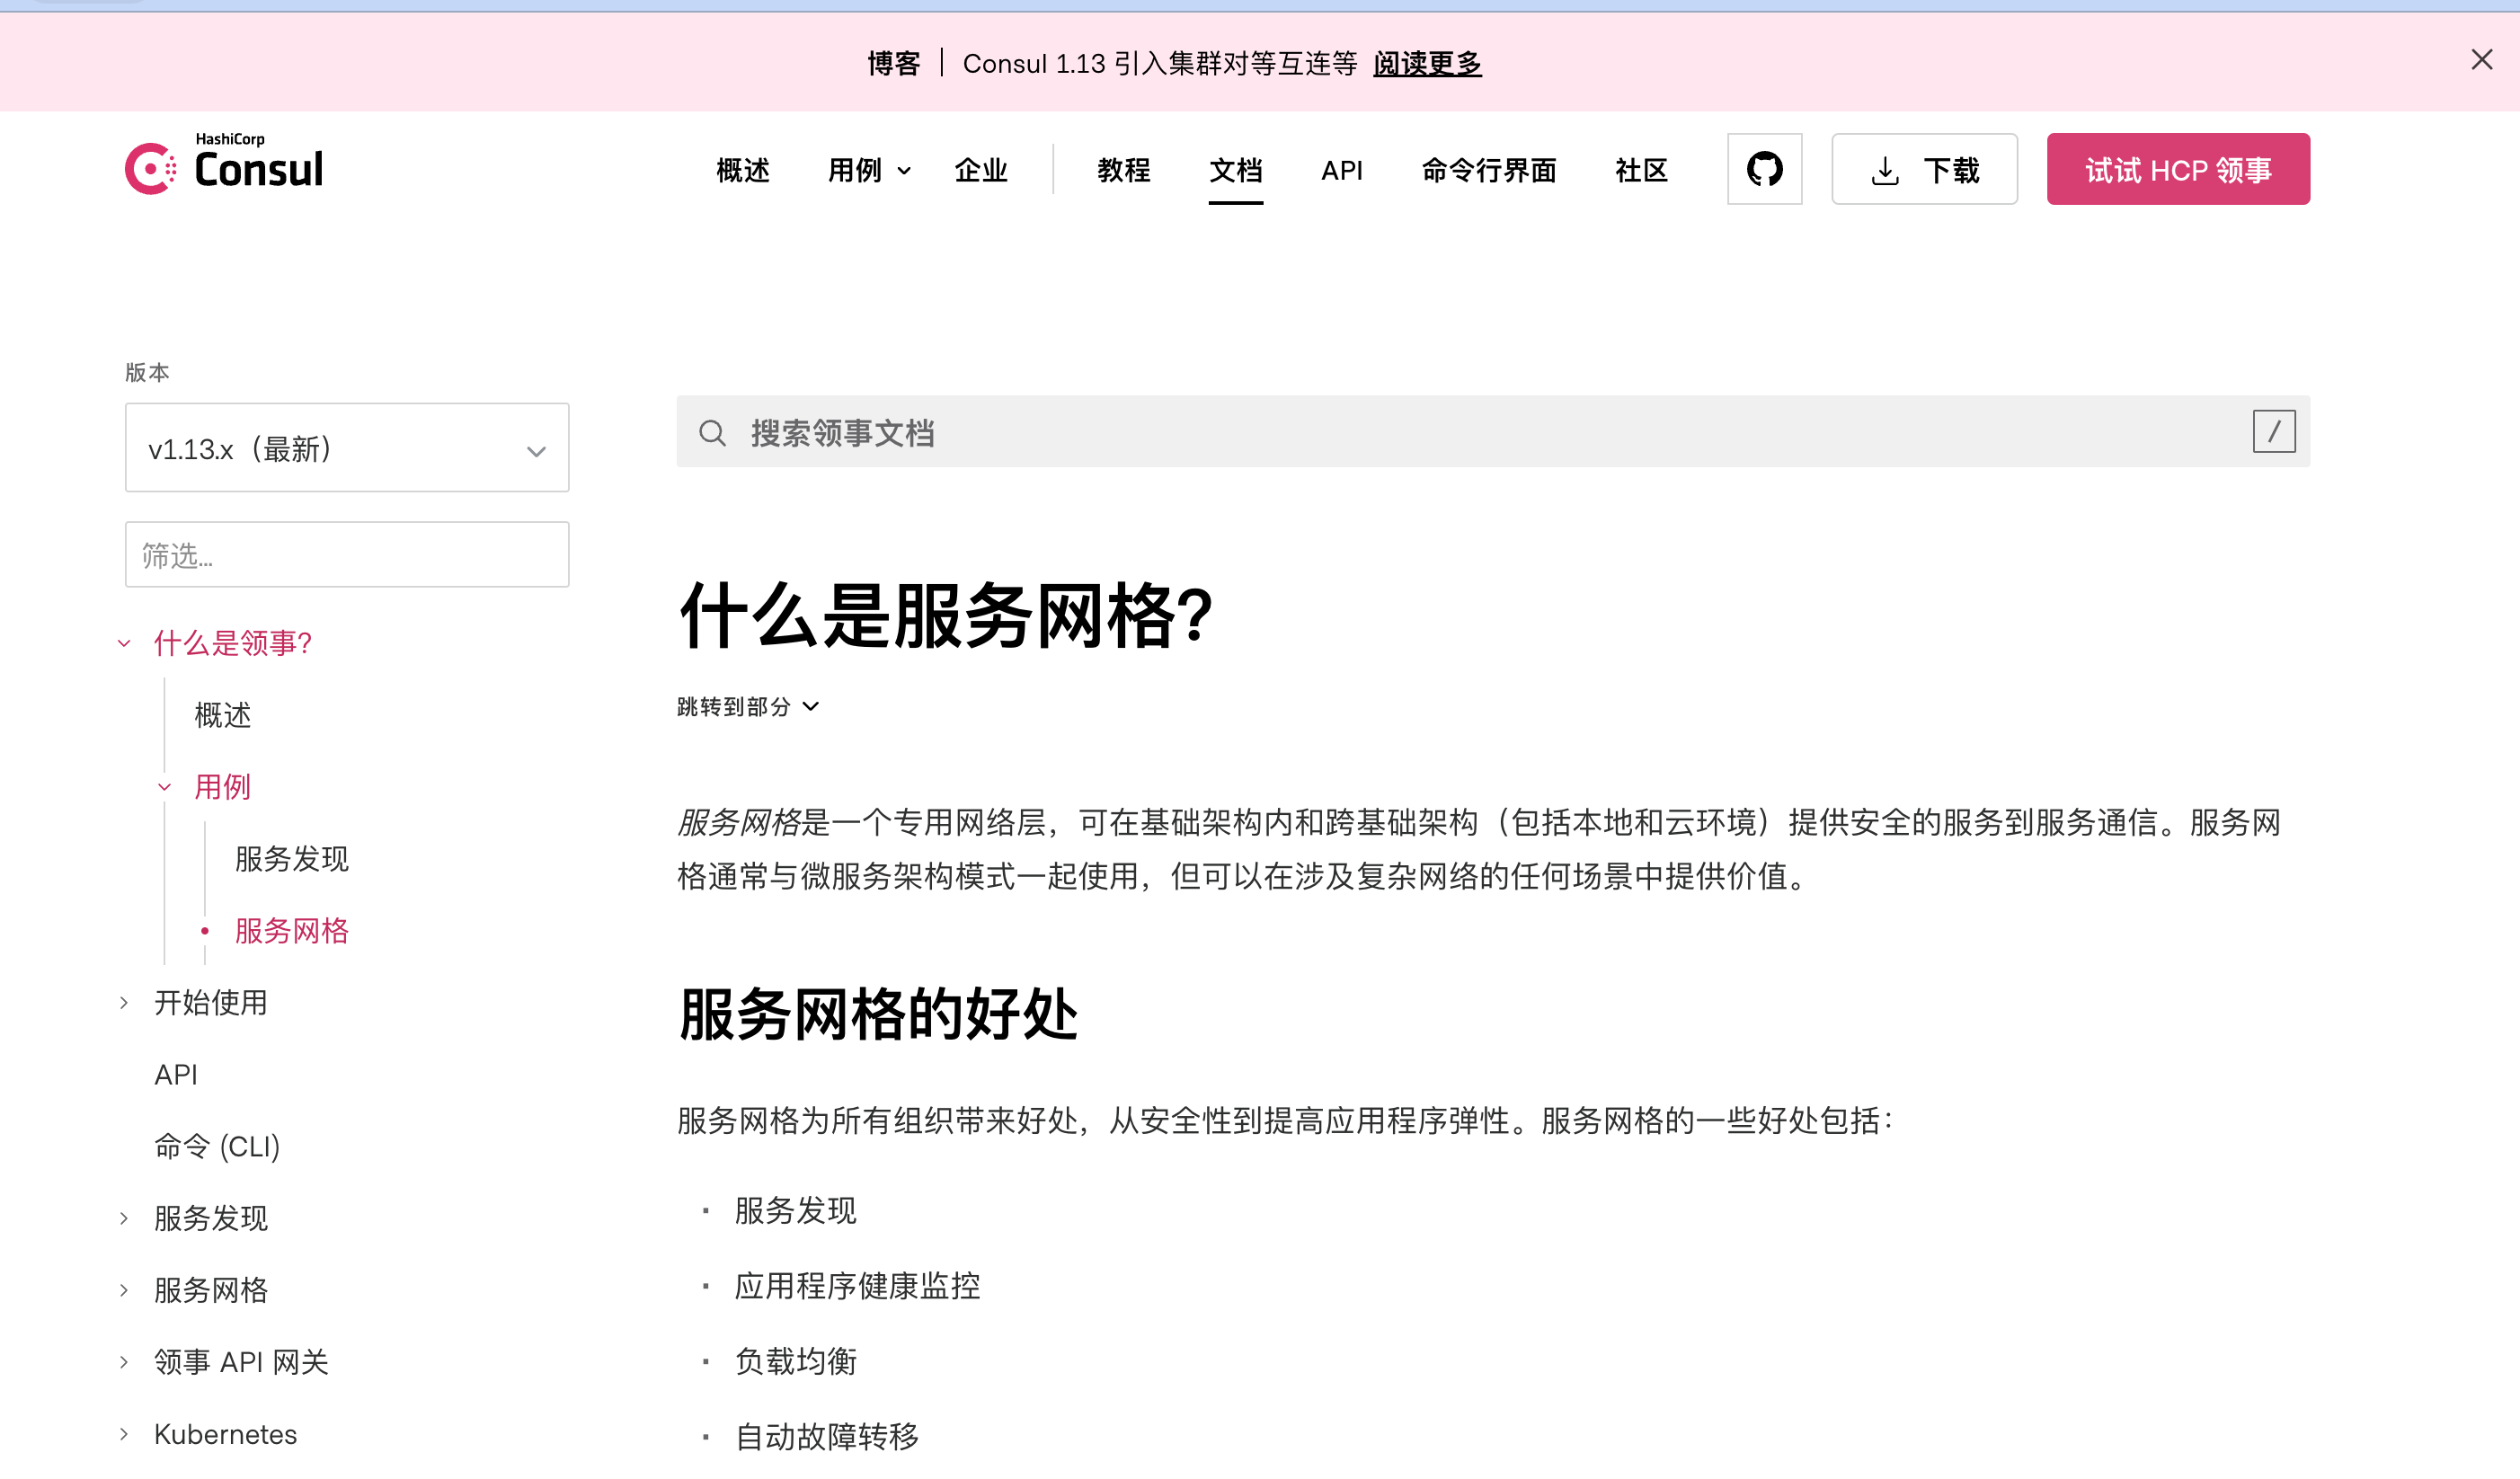 博客 | Consul 1.13 引入集群对等互连等 阅读更多
HashiCorp
Consul
概述 用例 企业 教程 文档 API 命令行界面 社区 下载 试试 HCP 领事
版本
v1.13.x（最新）
筛选...
什么是领事?
概述
用例
服务发现
服务网格
开始使用
API
命令 (CLI)
服务发现
服务网格
领事 API 网关
Kubernetes
搜索领事文档 /
什么是服务网格?
跳转到部分
服务网格是一个专用网络层，可在基础架构内和跨基础架构（包括本地和云环境）提供安全的服务到服务通信。服务网
格通常与微服务架构模式一起使用，但可以在涉及复杂网络的任何场景中提供价值。
服务网格的好处
服务网格为所有组织带来好处，从安全性到提高应用程序弹性。服务网格的一些好处包括：
服务发现
应用程序健康监控
负载均衡
自动故障转移